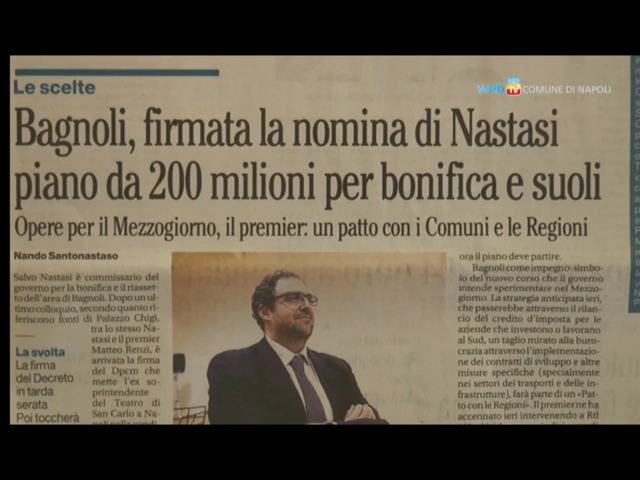 web tv COMUNE DI NAPOLI
Le scelte
Bagnoli, firmata la nomina di Nastasi
piano da 200 milioni per bonifica e suoli
Opere per il Mezzogiorno, il premier: un patto con i Comuni e le Regioni
Nando Santonastaso
Salvo Nastasi è commissario del
governo per la bonifica e il riasset-
to dell'area di Bagnoli. Dopo un ul-
timo colloquio, secondo quanto ri-
feriscono fonti di Palazzo Chigi,
tra lo stesso Na-
stasi e il premier
Matteo Renzi, è
arrivata la firma
del Dpcm che
mette l'ex so-
printendente
del Teatro di
San Carlo a Na-
La svolta
La firma
del Decreto
in tarda
serata
Poi toccherà
ora il piano deve partire.
Bagnoli come impegno-simbo-
lo del nuovo corso che il governo
intende sperimentare nel Mezzo-
giorno. La strategia anticipata ieri,
che passerebbe attraverso il rilan-
cio del credito d'imposta per le
aziende che investono o lavorano
al Sud, un taglio mirato alla buro-
crazia attraverso l'implementazio-
ne dei contratti di sviluppo e altre
misure specifiche (specialmente
nei settori dei trasporti e delle in-
frastrutture), farà parte di un «Pat-
to con le Regioni». Il premier ne ha
accennato ieri intervenendo a Rtl